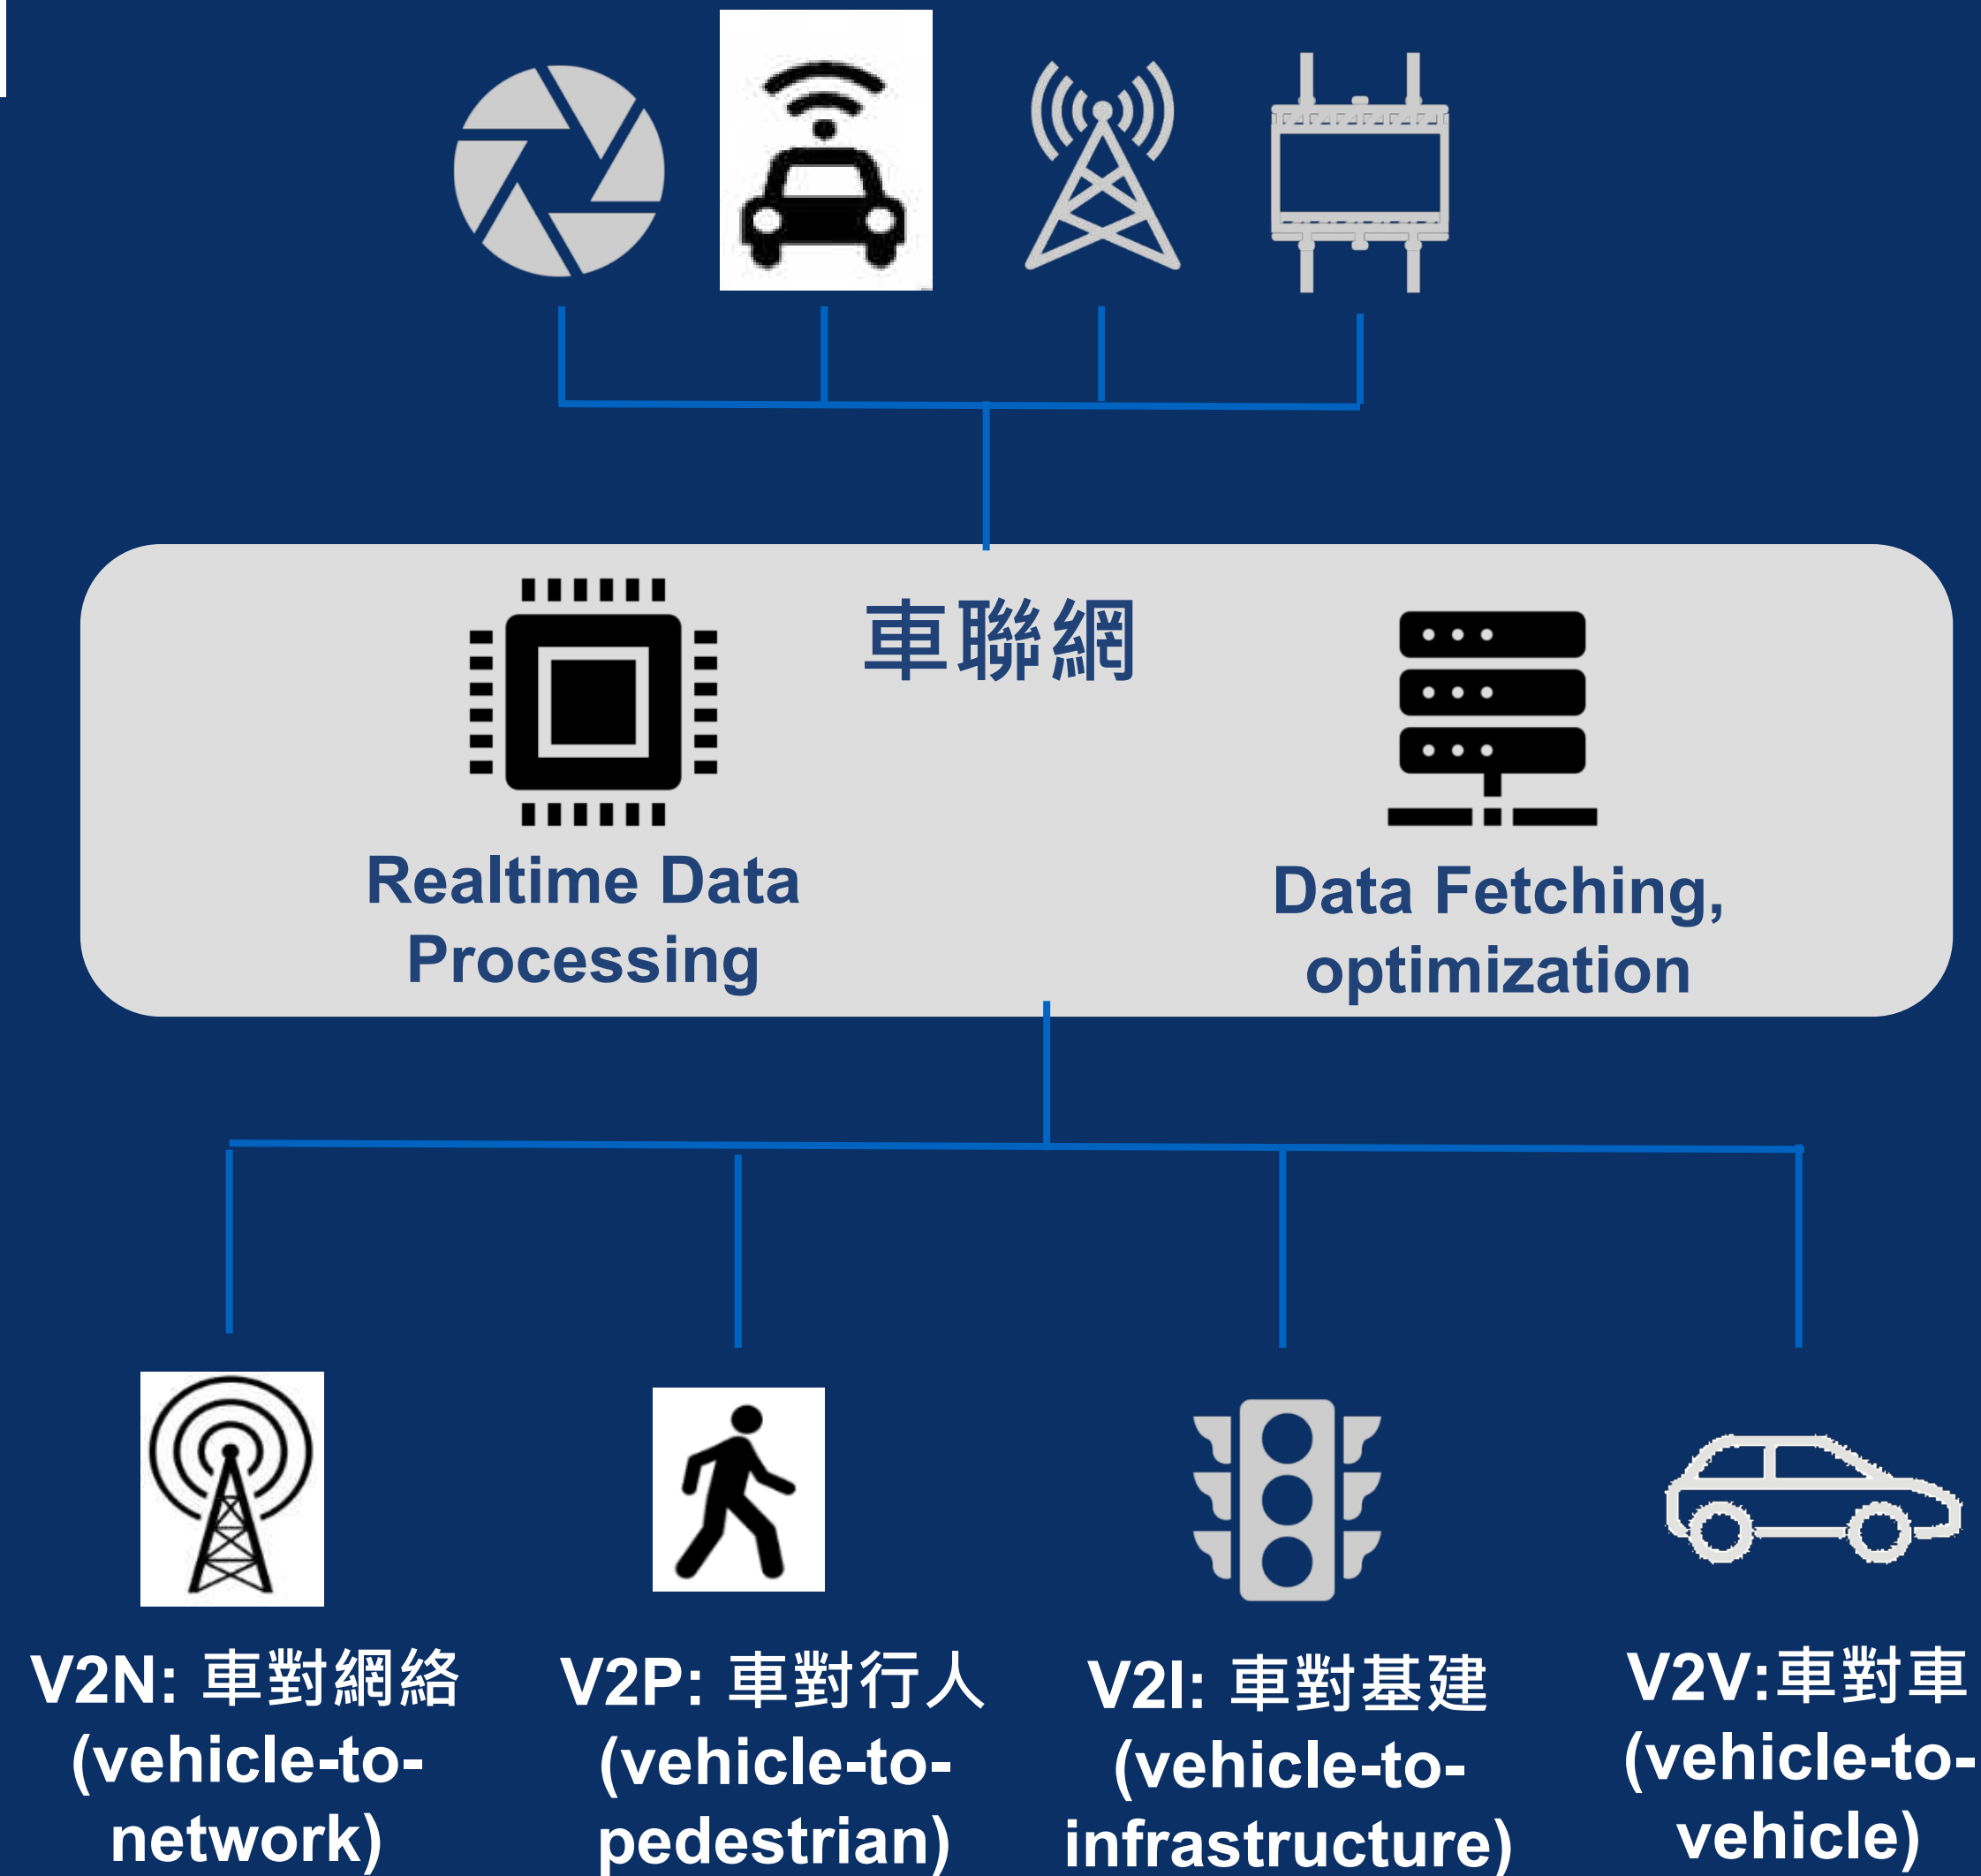 車聯網
Realtime Data
Processing
Data Fetching,
optimization
V2N: 車對網絡
(vehicle-to-
network)
V2P: 車對行人
(vehicle-to-
pedestrian)
V2I: 車對基建
(vehicle-to-
infrastructure)
V2V:車對車
(vehicle-to-
vehicle)